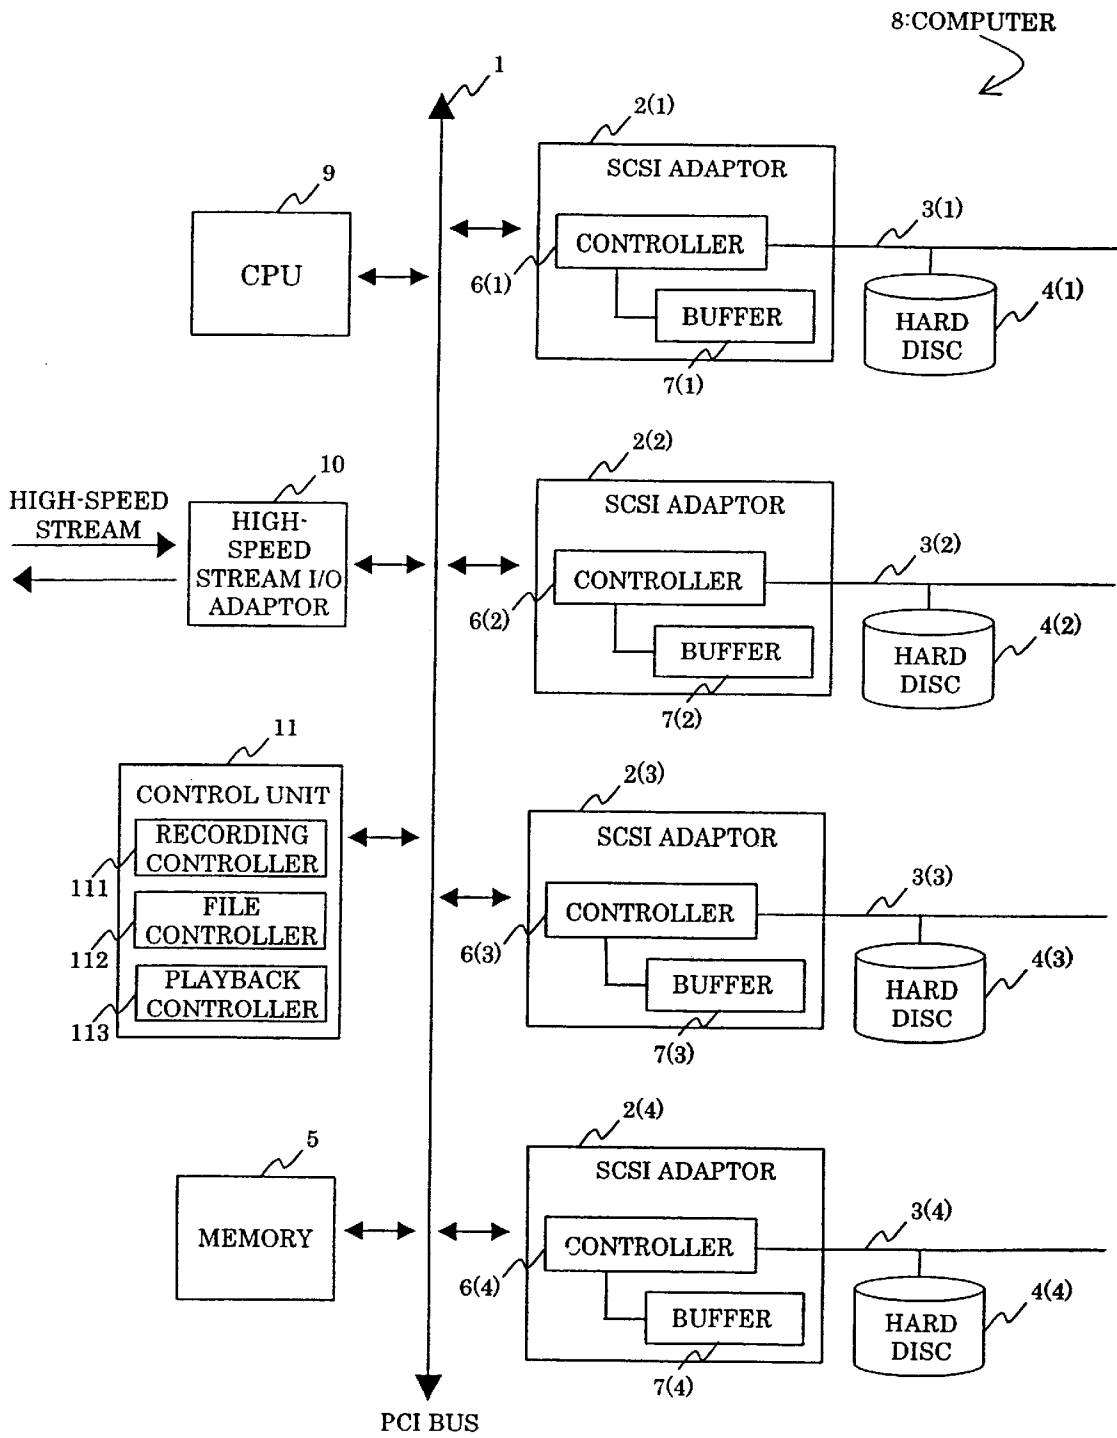 8:COMPUTER
1
2(1)
SCSI ADAPTOR
9
CPU
CONTROLLER
3(1)
6(1)
BUFFER
HARD
DISC
4(1)
7(1)
2(2)
10
SCSI ADAPTOR
HIGH-SPEED
STREAM
HIGH-
SPEED
STREAM I/O
ADAPTOR
CONTROLLER
3(2)
6(2)
BUFFER
HARD
DISC
4(2)
7(2)
11
CONTROL UNIT
RECORDING
CONTROLLER
111
FILE
CONTROLLER
112
PLAYBACK
CONTROLLER
113
2(3)
SCSI ADAPTOR
CONTROLLER
3(3)
6(3)
BUFFER
HARD
DISC
4(3)
7(3)
5
MEMORY
2(4)
SCSI ADAPTOR
CONTROLLER
3(4)
6(4)
BUFFER
HARD
DISC
4(4)
7(4)
PCI BUS